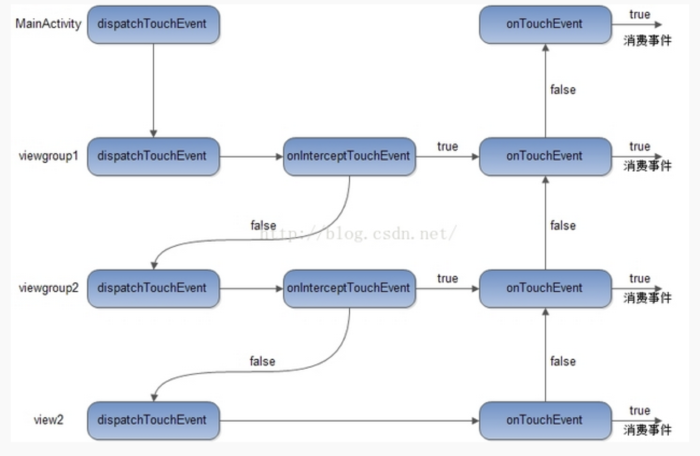 MainActivity dispatchTouchEvent onTouchEvent true
消费事件
false
viewgroup1 dispatchTouchEvent onInterceptTouchEvent true onTouchEvent true
消费事件
false http://blog.csdn.net/ false
viewgroup2 dispatchTouchEvent onInterceptTouchEvent true onTouchEvent true
消费事件
false false
view2 dispatchTouchEvent onTouchEvent true
消费事件